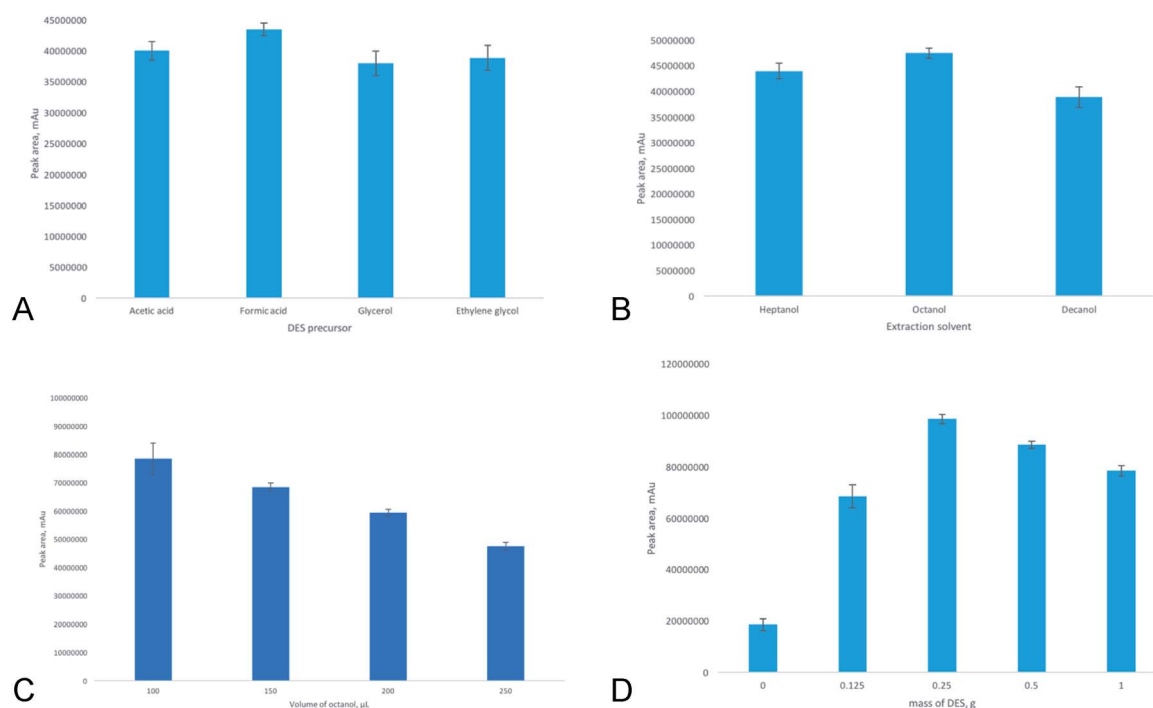 45000000
40000000
35000000
30000000
25000000
20000000
15000000
10000000
5000000
0
Peak area, mAu
Acetic acid Formic acid Glycerol Ethylene glycol
DES precursor
A
50000000
45000000
40000000
35000000
30000000
25000000
20000000
15000000
10000000
5000000
0
Peak area, mAu
Heptanol Octanol Decanol
Extraction solvent
B
100000000
90000000
80000000
70000000
60000000
50000000
40000000
30000000
20000000
10000000
0
Peak area, mAu
100 150 200 250
Volume of octanol, µL
C
120000000
100000000
80000000
60000000
40000000
20000000
0
Peak area, mAu
0 0.125 0.25 0.5 1
mass of DES, g
D